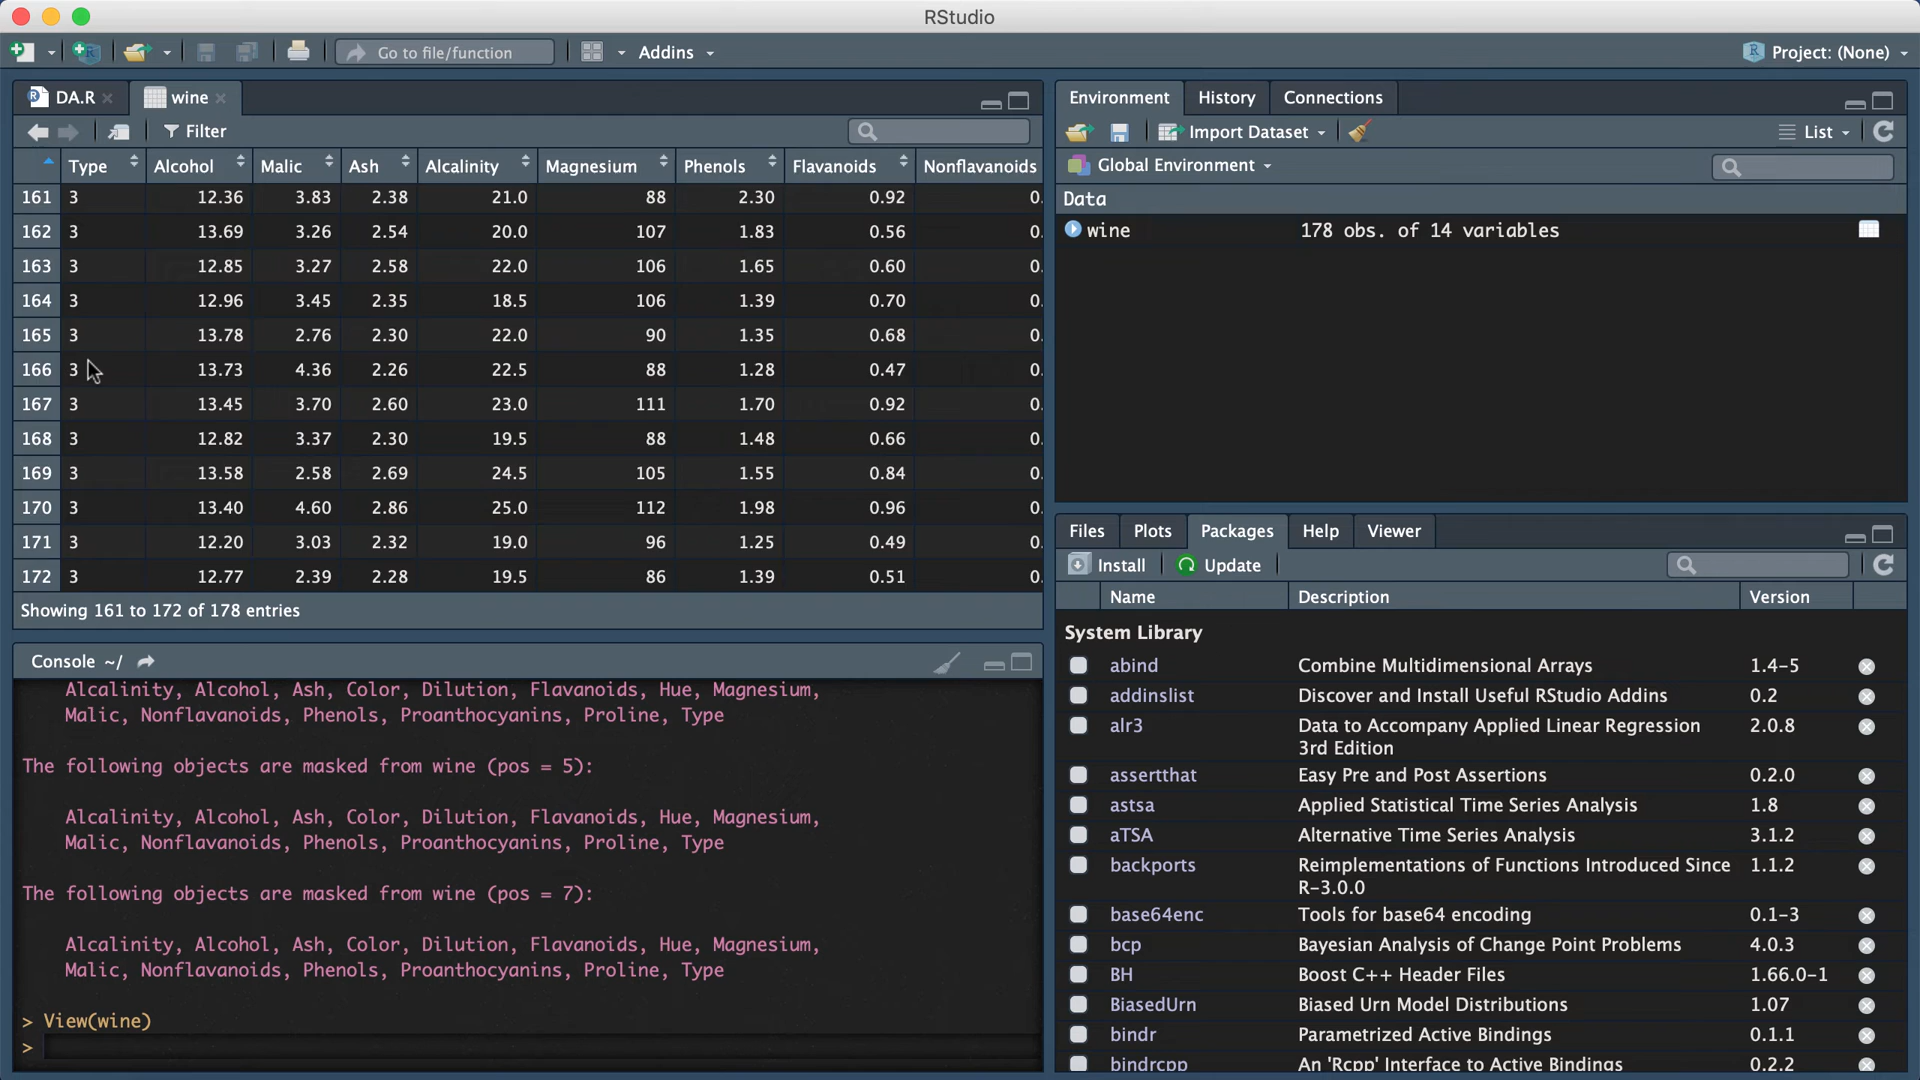 RStudio
Go to file/function
Addins
Project: (None)
DA.R
wine
Filter
Type Alcohol Malic Ash Alcalinity Magnesium Phenols Flavanoids Nonflavanoids
161 3 12.36 3.83 2.38 21.0 88 2.30 0.92 0.
162 3 13.69 3.26 2.54 20.0 107 1.83 0.56 0.
163 3 12.85 3.27 2.58 22.0 106 1.65 0.60 0.
164 3 12.96 3.45 2.35 18.5 106 1.39 0.70 0.
165 3 13.78 2.76 2.30 22.0 90 1.35 0.68 0.
166 3 13.73 4.36 2.26 22.5 88 1.28 0.47 0.
167 3 13.45 3.70 2.60 23.0 111 1.70 0.92 0.
168 3 12.82 3.37 2.30 19.5 88 1.48 0.66 0.
169 3 13.58 2.58 2.69 24.5 105 1.55 0.84 0.
170 3 13.40 4.60 2.86 25.0 112 1.98 0.96 0.
171 3 12.20 3.03 2.32 19.0 96 1.25 0.49 0.
172 3 12.77 2.39 2.28 19.5 86 1.39 0.51 0.
Showing 161 to 172 of 178 entries
Console ~/
Alcalinity, Alcohol, Ash, Color, Dilution, Flavanoids, Hue, Magnesium,
Malic, Nonflavanoids, Phenols, Proanthocyanins, Proline, Type
The following objects are masked from wine (pos = 5):
Alcalinity, Alcohol, Ash, Color, Dilution, Flavanoids, Hue, Magnesium,
Malic, Nonflavanoids, Phenols, Proanthocyanins, Proline, Type
The following objects are masked from wine (pos = 7):
Alcalinity, Alcohol, Ash, Color, Dilution, Flavanoids, Hue, Magnesium,
Malic, Nonflavanoids, Phenols, Proanthocyanins, Proline, Type
> View(wine)
>
Environment History Connections
Import Dataset
List
Global Environment
Data
wine 178 obs. of 14 variables
Files Plots Packages Help Viewer
Install Update
Name Description Version
System Library
abind Combine Multidimensional Arrays 1.4-5
addinslist Discover and Install Useful RStudio Addins 0.2
alr3 Data to Accompany Applied Linear Regression 2.0.8
3rd Edition
assertthat Easy Pre and Post Assertions 0.2.0
astsa Applied Statistical Time Series Analysis 1.8
aTSA Alternative Time Series Analysis 3.1.2
backports Reimplementations of Functions Introduced Since 1.1.2
R-3.0.0
base64enc Tools for base64 encoding 0.1-3
bcp Bayesian Analysis of Change Point Problems 4.0.3
BH Boost C++ Header Files 1.66.0-1
BiasedUrn Biased Urn Model Distributions 1.07
bindr Parametrized Active Bindings 0.1.1
bindrcpp An 'Rcpp' Interface to Active Bindings 0.2.2